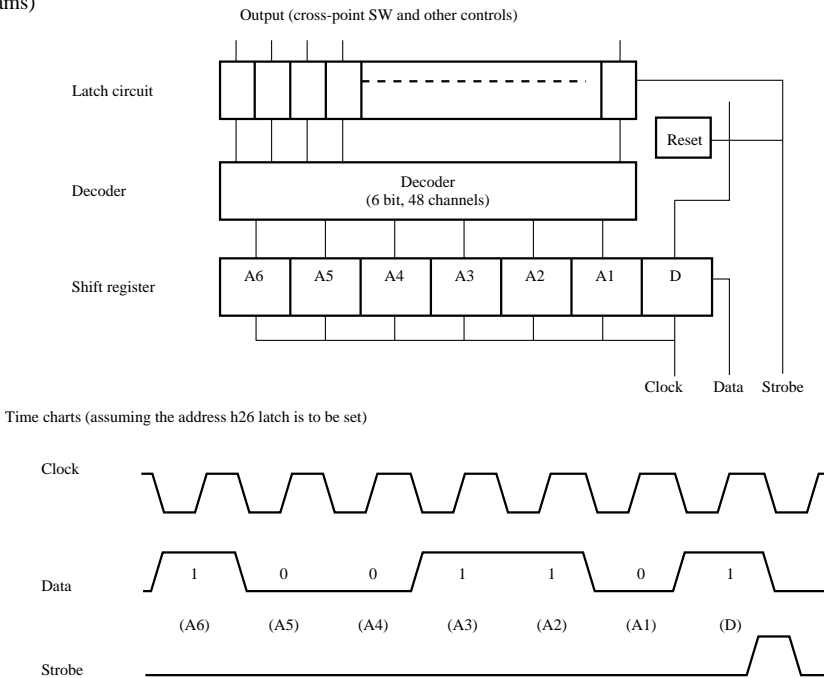 ams)
Output (cross-point SW and other controls)
Latch circuit
Reset
Decoder
Decoder
(6 bit, 48 channels)
Shift register
A6 A5 A4 A3 A2 A1 D
Clock Data Strobe
Time charts (assuming the address h26 latch is to be set)
Clock
Data
1 0 0 1 1 0 1
(A6) (A5) (A4) (A3) (A2) (A1) (D)
Strobe